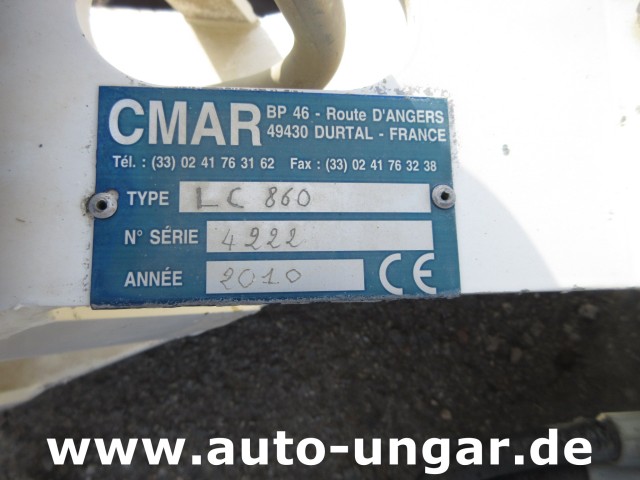 CMAR
BP 46 - Route D'ANGERS
49430 DURTAL - FRANCE
Tél. : (33) 02 41 76 31 62 Fax : (33) 02 41 76 32 38
TYPE LC 860
N° SÉRIE 4222
ANNÉE 2010 CE
www.auto-ungar.de